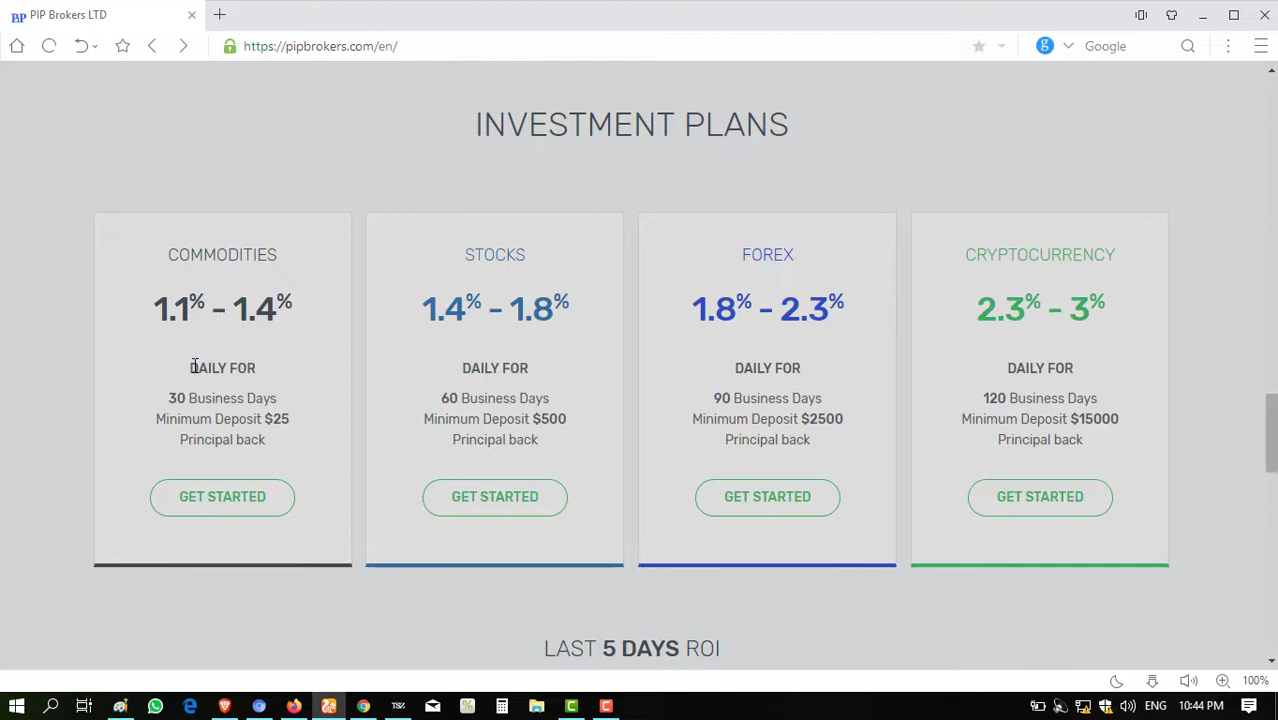 PIP Brokers LTD
https://pipbrokers.com/en/
Google
INVESTMENT PLANS
COMMODITIES
1.1% - 1.4%
DAILY FOR
30 Business Days
Minimum Deposit $25
Principal back
GET STARTED
STOCKS
1.4% - 1.8%
DAILY FOR
60 Business Days
Minimum Deposit $500
Principal back
GET STARTED
FOREX
1.8% - 2.3%
DAILY FOR
90 Business Days
Minimum Deposit $2500
Principal back
GET STARTED
CRYPTOCURRENCY
2.3% - 3%
DAILY FOR
120 Business Days
Minimum Deposit $15000
Principal back
GET STARTED
LAST 5 DAYS ROI
100%
ENG 10:44 PM